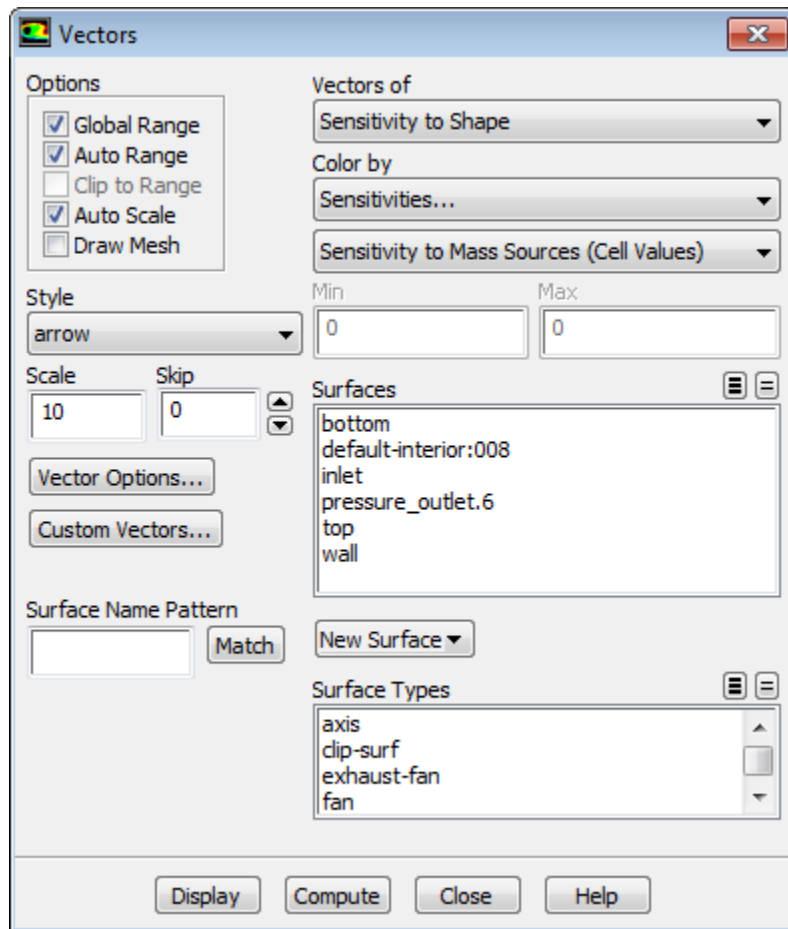 Vectors
Options
Global Range
Auto Range
Clip to Range
Auto Scale
Draw Mesh
Style
arrow
Scale Skip
10 0
Vector Options...
Custom Vectors...
Surface Name Pattern
Match
Vectors of
Sensitivity to Shape
Color by
Sensitivities...
Sensitivity to Mass Sources (Cell Values)
Min Max
0 0
Surfaces
bottom
default-interior:008
inlet
pressure_outlet.6
top
wall
New Surface
Surface Types
axis
clip-surf
exhaust-fan
fan
Display Compute Close Help